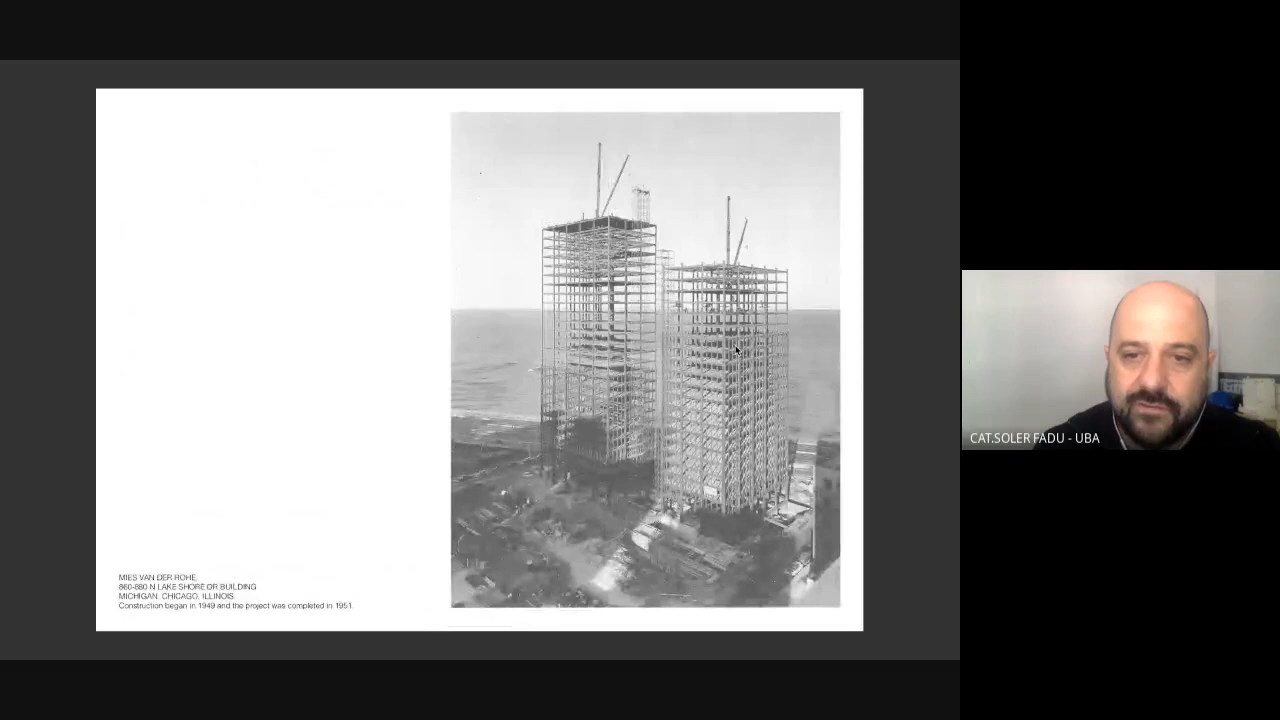 MIES VAN DER ROHE.
860-880 N LAKE SHORE DR BUILDING
MICHIGAN. CHICAGO, ILLINOIS.
Construction began in 1949 and the project was completed in 1951.
CAT.SOLER FADU - UBA